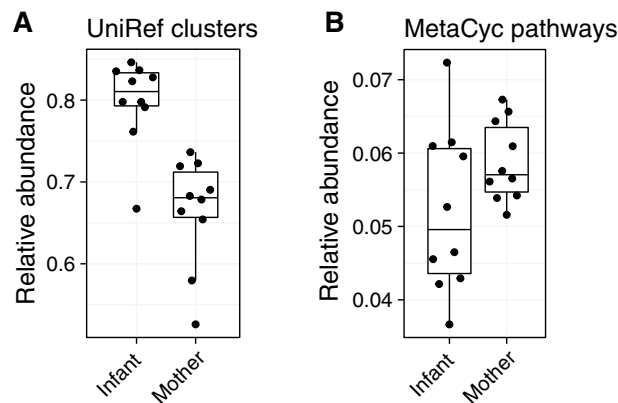 A UniRef clusters
Relative abundance
0.8
0.7
0.6
Infant
Mother
B MetaCyc pathways
Relative abundance
0.07
0.06
0.05
0.04
Infant
Mother